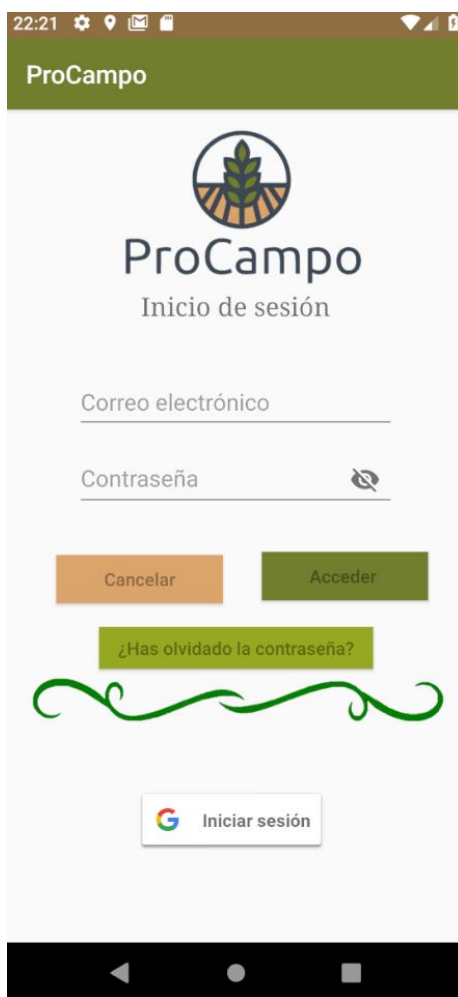 22:21
ProCampo
ProCampo
Inicio de sesión
Correo electrónico
Contraseña
Cancelar
Acceder
¿Has olvidado la contraseña?
Iniciar sesión